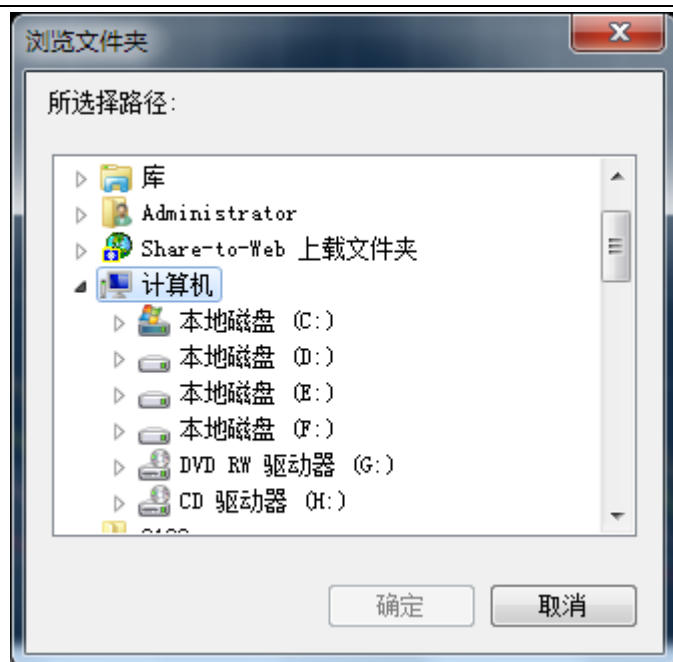 浏览文件夹
所选择路径:
库
Administrator
Share-to-Web 上载文件夹
计算机
本地磁盘 (C:)
本地磁盘 (D:)
本地磁盘 (E:)
本地磁盘 (F:)
DVD RW 驱动器 (G:)
CD 驱动器 (H:)
确定
取消